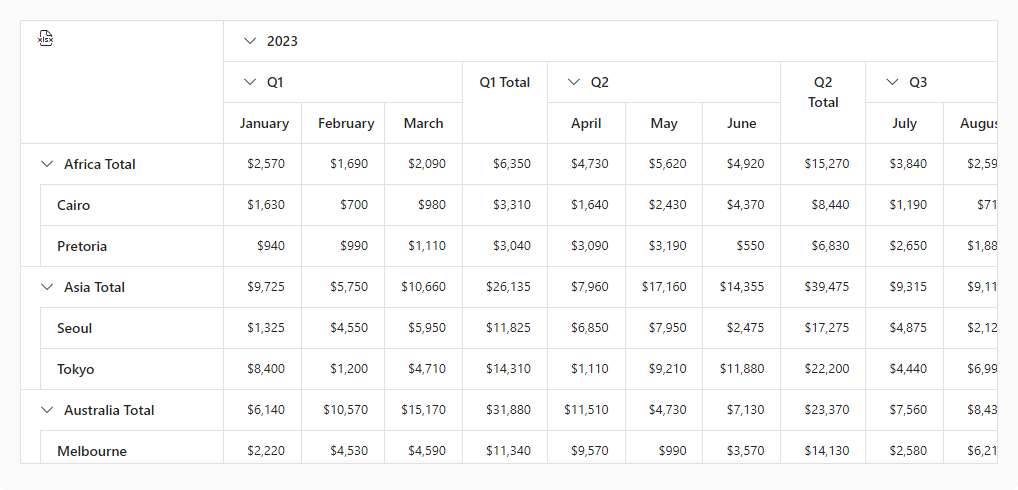 xlsx
2023
Q1 Q1 Total Q2 Q2 Total Q3
January February March April May June July
Africa Total $2,570 $1,690 $2,090 $6,350 $4,730 $5,620 $4,920 $15,270 $3,840
Cairo $1,630 $700 $980 $3,310 $1,640 $2,430 $4,370 $8,440 $1,190
Pretoria $940 $990 $1,110 $3,040 $3,090 $3,190 $550 $6,830 $2,650
Asia Total $9,725 $5,750 $10,660 $26,135 $7,960 $17,160 $14,355 $39,475 $9,315
Seoul $1,325 $4,550 $5,950 $11,825 $6,850 $7,950 $2,475 $17,275 $4,875
Tokyo $8,400 $1,200 $4,710 $14,310 $1,110 $9,210 $11,880 $22,200 $4,440
Australia Total $6,140 $10,570 $15,170 $31,880 $11,510 $4,730 $7,130 $23,370 $7,560
Melbourne $2,220 $4,530 $4,590 $11,340 $9,570 $990 $3,570 $14,130 $2,580